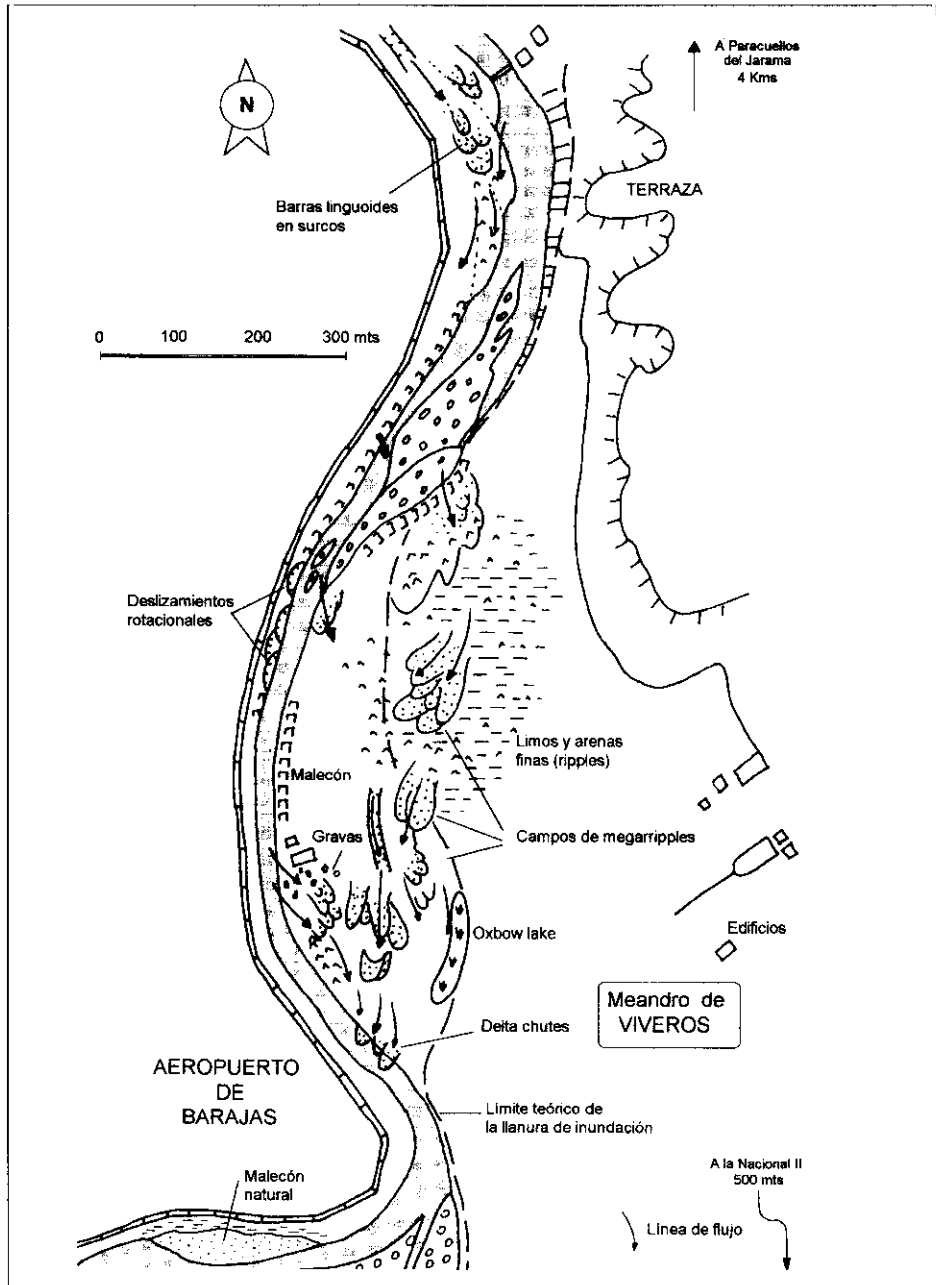 A Paracuellos
del Jarama
4 Kms
N
TERRAZA
Barras linguoides
en surcos
0 100 200 300 mts
Deslizamientos
rotacionales
Limos y arenas
finas (ripples)
Malecón
Gravas
Campos de megarripples
Oxbow lake
Edificios
Meandro de
VIVEROS
Delta chutes
AEROPUERTO
DE
BARAJAS
Límite teórico de
la llanura de inundación
Malecón
natural
A la Nacional II
500 mts
Línea de flujo